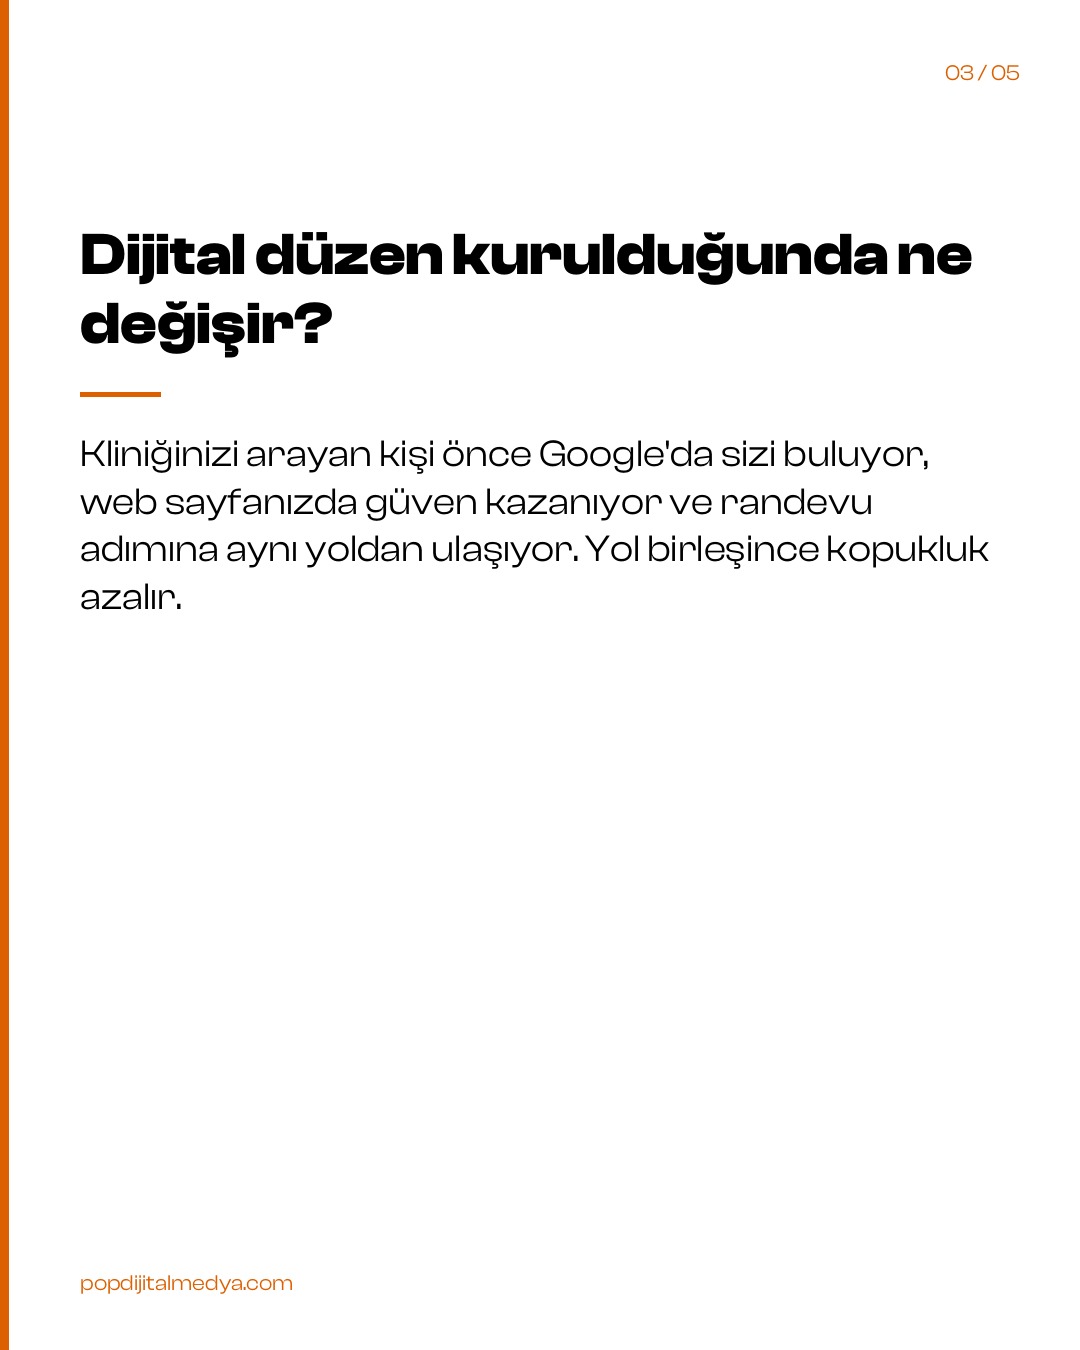 03 / 05
Dijital düzen kurulduğunda ne
değişir?
Kliniğinizi arayan kişi önce Google'da sizi buluyor,
web sayfanızda güven kazanıyor ve randevu
adımına aynı yoldan ulaşıyor. Yol birleşince kopukluk
azalır.
popdijitalmedya.com